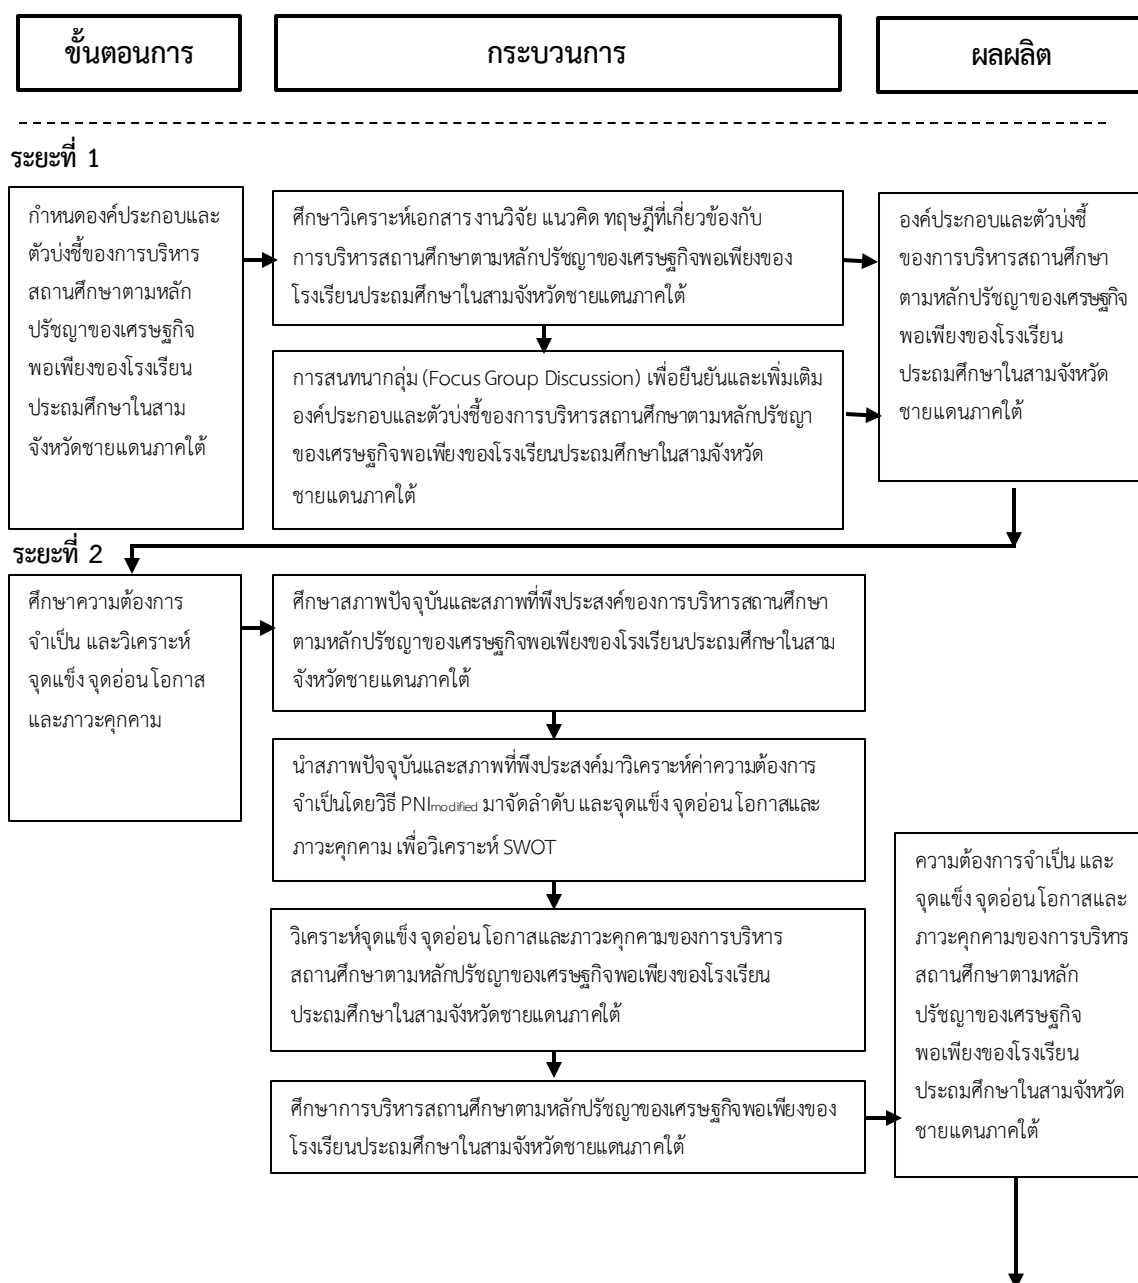 ขั้นตอนการ
กระบวนการ
ผลผลิต
ระยะที่ 1
กำหนดองค์ประกอบและ
ตัวบ่งชี้ของการบริหาร
สถานศึกษาตามหลัก
ปรัชญาของเศรษฐกิจ
พอเพียงของโรงเรียน
ประถมศึกษาในสาม
จังหวัดชายแดนภาคใต้
ศึกษาวิเคราะห์เอกสาร งานวิจัย แนวคิด ทฤษฎีที่เกี่ยวข้องกับ
การบริหารสถานศึกษาตามหลักปรัชญาของเศรษฐกิจพอเพียงของ
โรงเรียนประถมศึกษาในสามจังหวัดชายแดนภาคใต้
การสนทนากลุ่ม (Focus Group Discussion) เพื่อยืนยันและเพิ่มเติม
องค์ประกอบและตัวบ่งชี้ของการบริหารสถานศึกษาตามหลักปรัชญา
ของเศรษฐกิจพอเพียงของโรงเรียนประถมศึกษาในสามจังหวัด
ชายแดนภาคใต้
องค์ประกอบและตัวบ่งชี้
ของการบริหารสถานศึกษา
ตามหลักปรัชญาของเศรษฐกิจ
พอเพียงของโรงเรียน
ประถมศึกษาในสามจังหวัด
ชายแดนภาคใต้
ระยะที่ 2
ศึกษาความต้องการ
จำเป็น และวิเคราะห์
จุดแข็ง จุดอ่อน โอกาส
และภาวะคุกคาม
ศึกษาสภาพปัจจุบันและสภาพที่พึงประสงค์ของการบริหารสถานศึกษา
ตามหลักปรัชญาของเศรษฐกิจพอเพียงของโรงเรียนประถมศึกษาในสาม
จังหวัดชายแดนภาคใต้
นำสภาพปัจจุบันและสภาพที่พึงประสงค์มาวิเคราะห์ค่าความต้องการ
จำเป็นโดยวิธี PNImodified มาจัดลำดับ และจุดแข็ง จุดอ่อน โอกาสและ
ภาวะคุกคาม เพื่อวิเคราะห์ SWOT
วิเคราะห์จุดแข็ง จุดอ่อน โอกาสและภาวะคุกคามของการบริหาร
สถานศึกษาตามหลักปรัชญาของเศรษฐกิจพอเพียงของโรงเรียน
ประถมศึกษาในสามจังหวัดชายแดนภาคใต้
ศึกษาการบริหารสถานศึกษาตามหลักปรัชญาของเศรษฐกิจพอเพียงของ
โรงเรียนประถมศึกษาในสามจังหวัดชายแดนภาคใต้
ความต้องการจำเป็น และ
จุดแข็ง จุดอ่อน โอกาสและ
ภาวะคุกคามของการบริหาร
สถานศึกษาตามหลัก
ปรัชญาของเศรษฐกิจ
พอเพียงของโรงเรียน
ประถมศึกษาในสามจังหวัด
ชายแดนภาคใต้